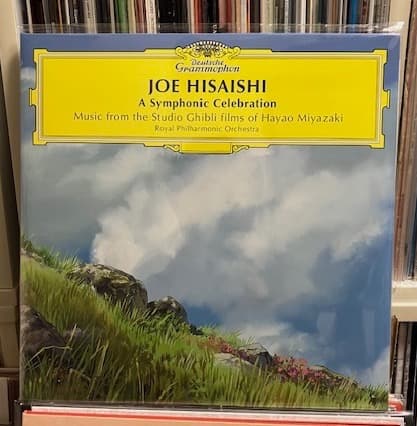 Deutsche
Grammophon
JOE HISAISHI
A Symphonic Celebration
Music from the Studio Ghibli films of Hayao Miyazaki
Royal Philharmonic Orchestra